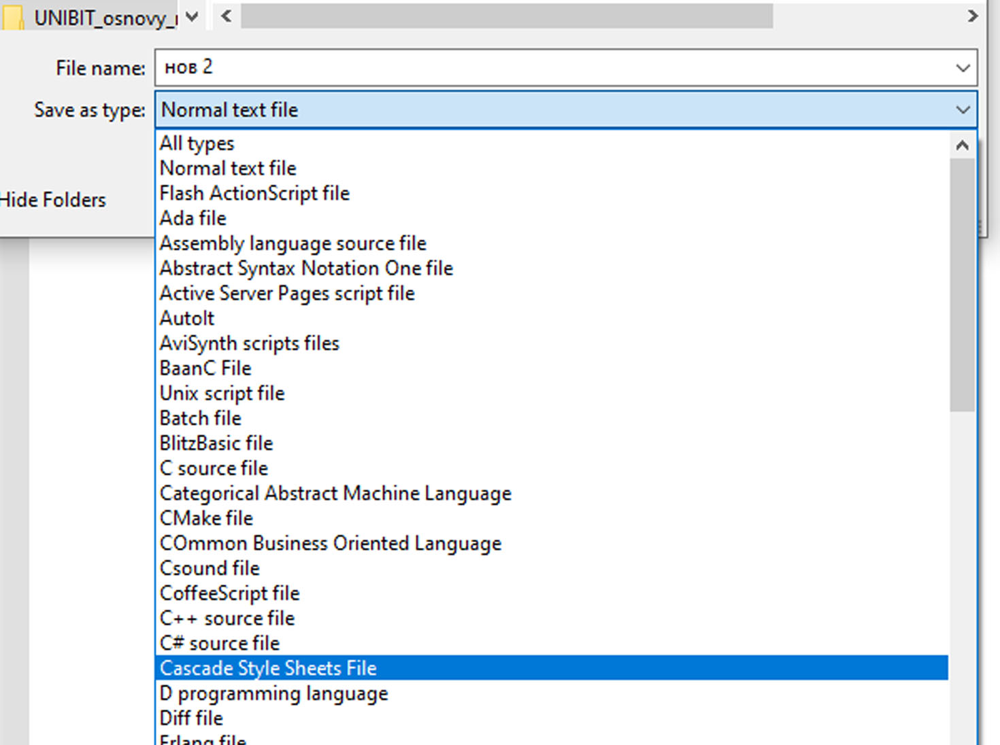 UNIBIT_osnovy_
File name:
нов 2
Save as type:
Normal text file
All types
Normal text file
Flash ActionScript file
Ada file
Hide Folders
Assembly language source file
Abstract Syntax Notation One file
Active Server Pages script file
AutoIt
AviSynth scripts files
BaanC File
Unix script file
Batch file
BlitzBasic file
C source file
Categorical Abstract Machine Language
CMake file
COmmon Business Oriented Language
Csound file
CoffeeScript file
C++ source file
C# source file
Cascade Style Sheets File
D programming language
Diff file
Erlang file